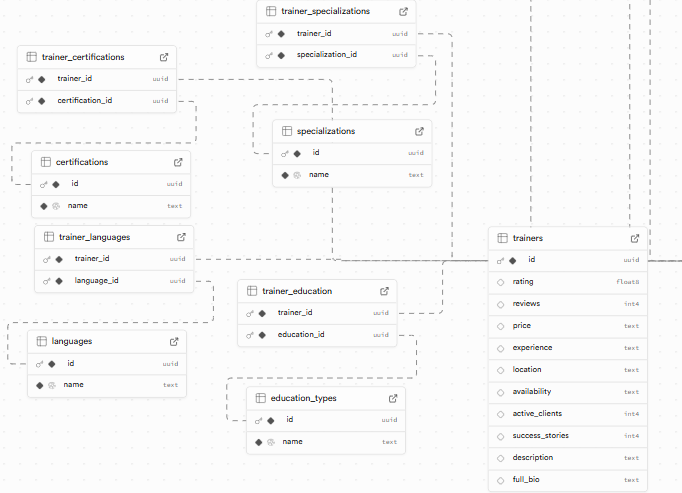 trainer_specializations
trainer_id uuid
specialization_id uuid
trainer_certifications
trainer_id uuid
certification_id uuid
specializations
id uuid
name text
certifications
id uuid
name text
trainer_languages
trainer_id uuid
language_id uuid
trainers
id uuid
rating float8
reviews int4
price text
experience text
location text
availability text
active_clients int4
success_stories int4
description text
full_bio text
trainer_education
trainer_id uuid
education_id uuid
languages
id uuid
name text
education_types
id uuid
name text